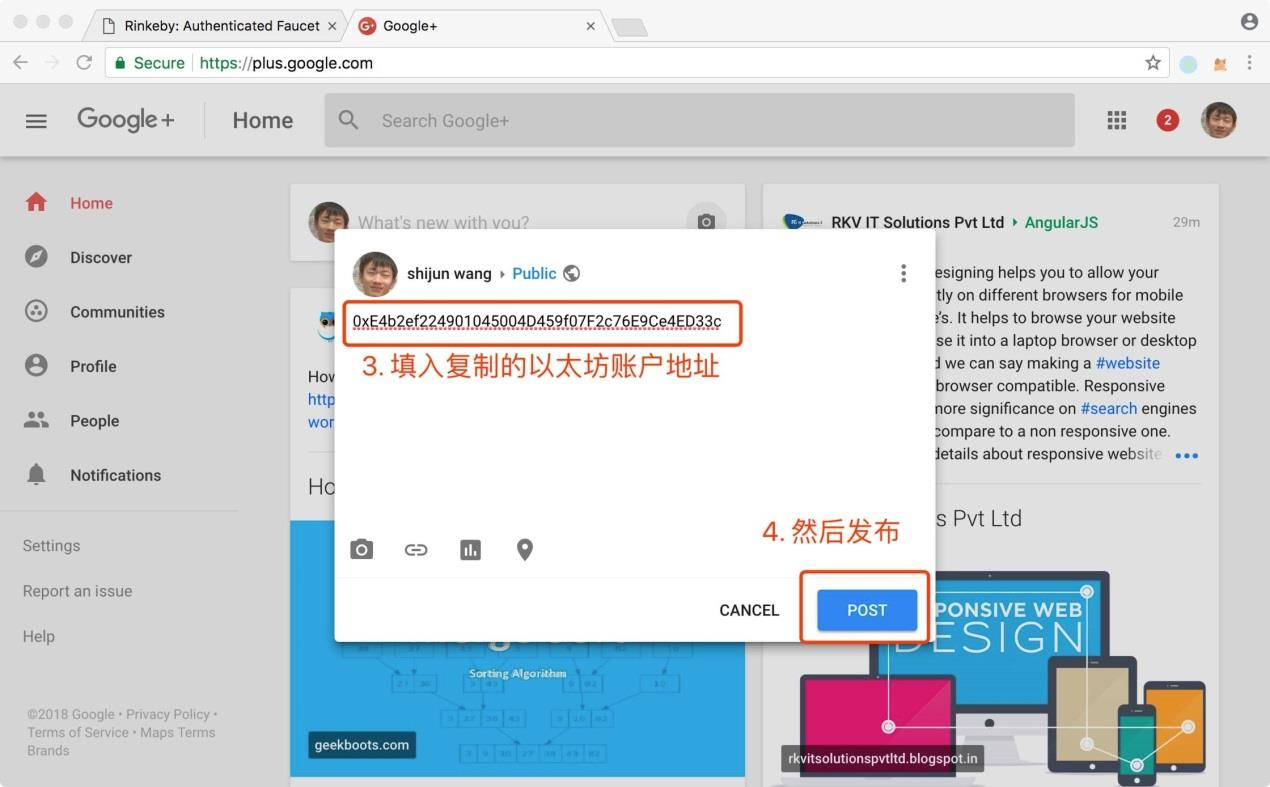 Rinkeby: Authenticated Faucet
Google+
Secure
https://plus.google.com
Google+
Home
Search Google+
2
Home
Discover
Communities
Profile
People
Notifications
Settings
Report an issue
Help
©2018 Google • Privacy Policy •
Terms of Service • Maps Terms
Brands
What's new with you?
shijun wang
Public
0xE4b2ef224901045004D459f07F2c76E9Ce4ED33c
3. 填入复制的以太坊账户地址
4. 然后发布
CANCEL
POST
How
http
wor
Ho
Sorting Algorithm
geekboots.com
RKV IT Solutions Pvt Ltd
AngularJS
29m
esigning helps you to allow your
tly on different browsers for mobile
e's. It helps to browse your website
se it into a laptop browser or desktop
d we can say making a #website
browser compatible. Responsive
more significance on #search engines
compare to a non responsive one.
details about responsive website
s Pvt Ltd
PONSIVE WEB
DESIGN
rkvitsolutionspvtltd.blogspot.in